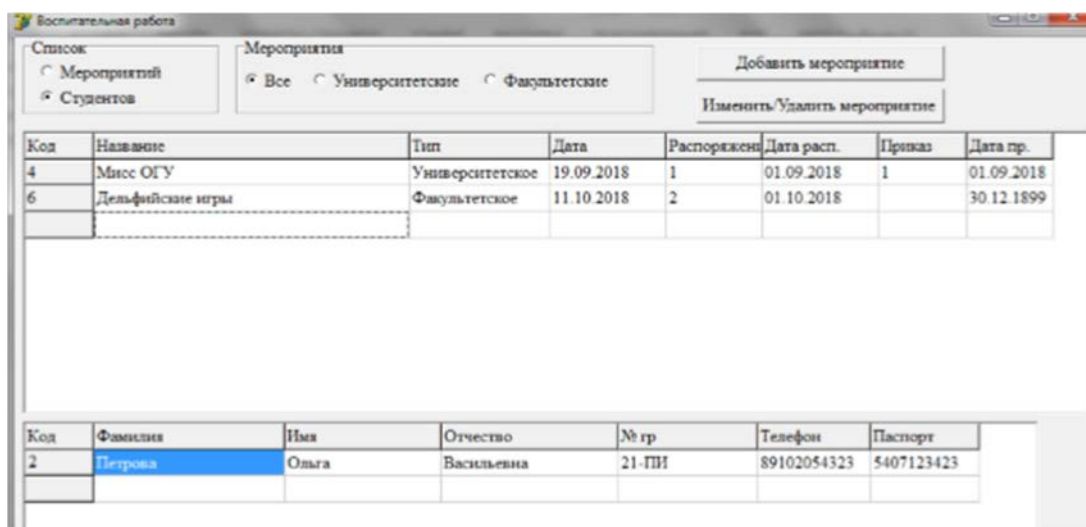 Воспитательная работа
Список
Мероприятия
Мероприятий
Студентов
Все Университетские Факультетские
Добавить мероприятие
Изменить/Удалить мероприятие
Код Название Тип Дата Распоряжени Дата расп. Приказ Дата пр.
4 Мисс ОГУ Университетское 19.09.2018 1 01.09.2018 1 01.09.2018
6 Дельфийские игры Факультетское 11.10.2018 2 01.10.2018 30.12.1899
Код Фамилия Имя Отчество № гр Телефон Паспорт
2 Петрова Ольга Васильевна 21-ПИ 89102054323 5407123423